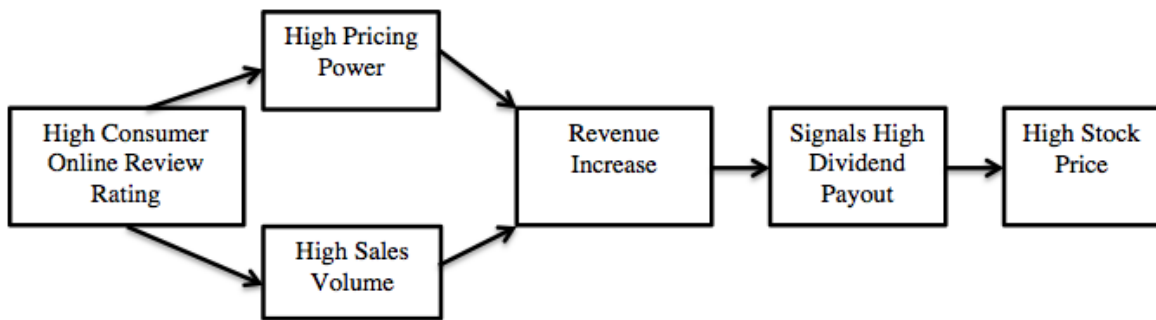 High Pricing
Power
High Consumer
Online Review
Rating
High Sales
Volume
Revenue
Increase
Signals High
Dividend
Payout
High Stock
Price